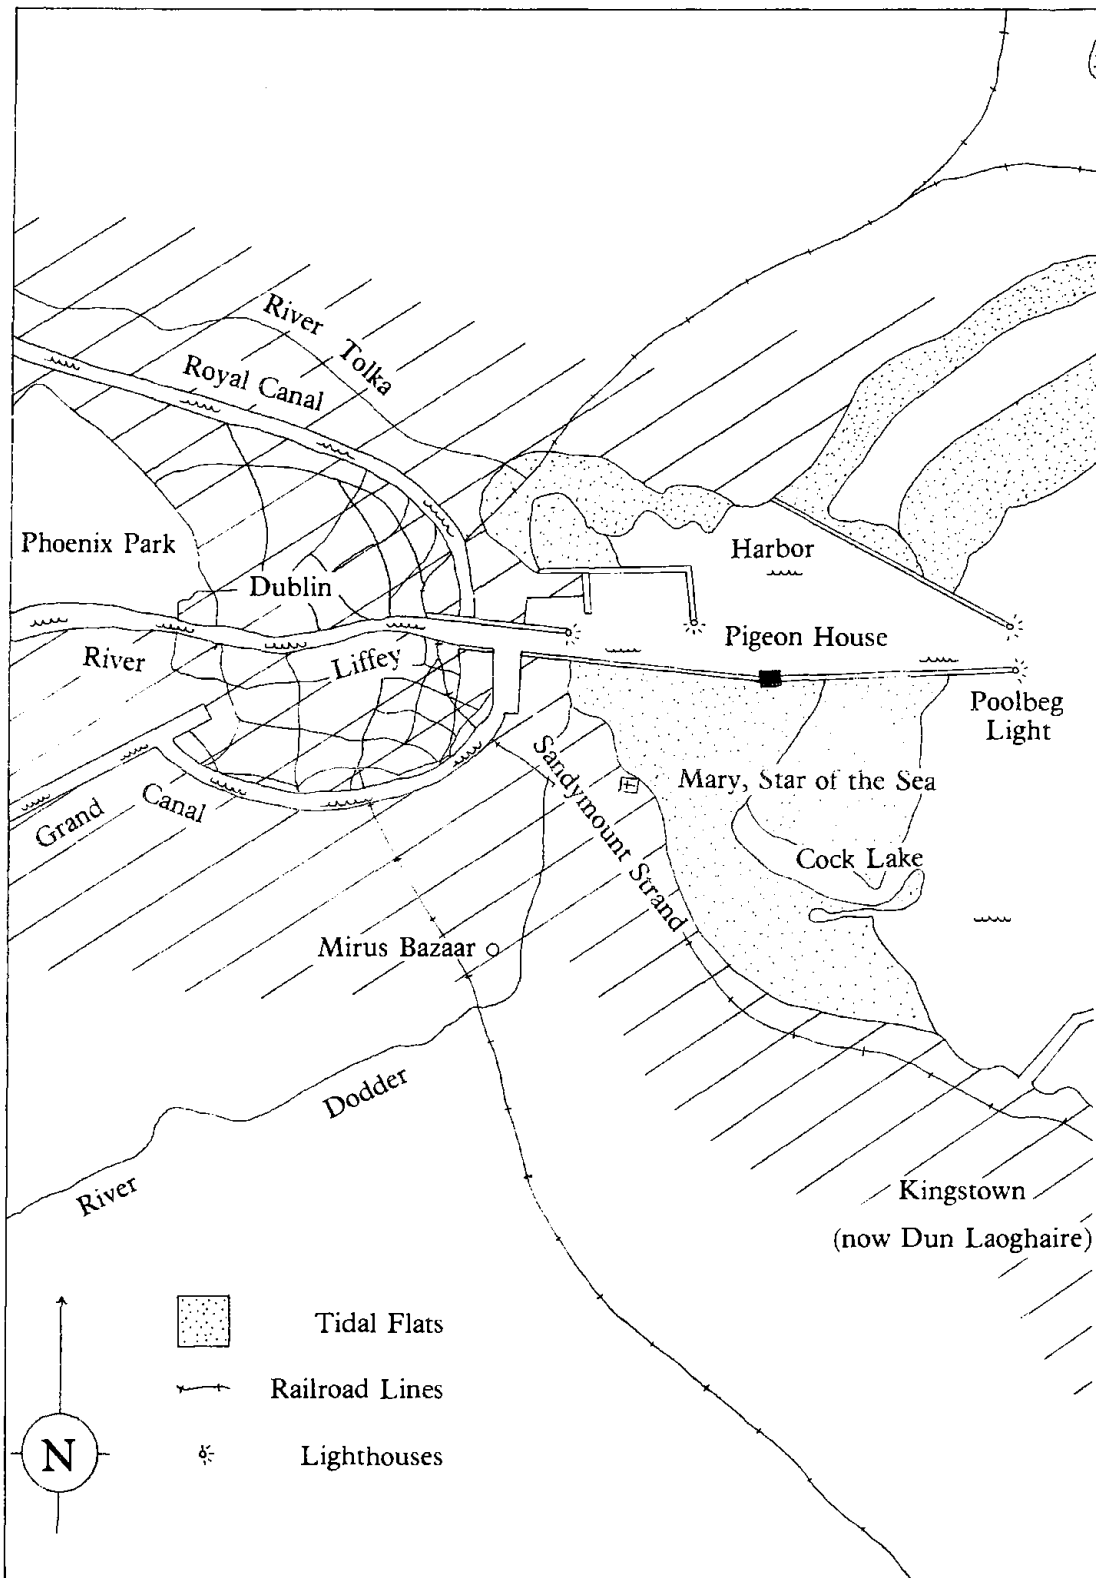 River Tolka
Royal Canal
Phoenix Park
Dublin
Harbor
River Liffey
Pigeon House
Poolbeg
Light
Grand Canal
Sandymount Strand
Mary, Star of the Sea
Cock Lake
Mirus Bazaar
River Dodder
Kingstown
(now Dun Laoghaire)
Tidal Flats
Railroad Lines
Lighthouses
N